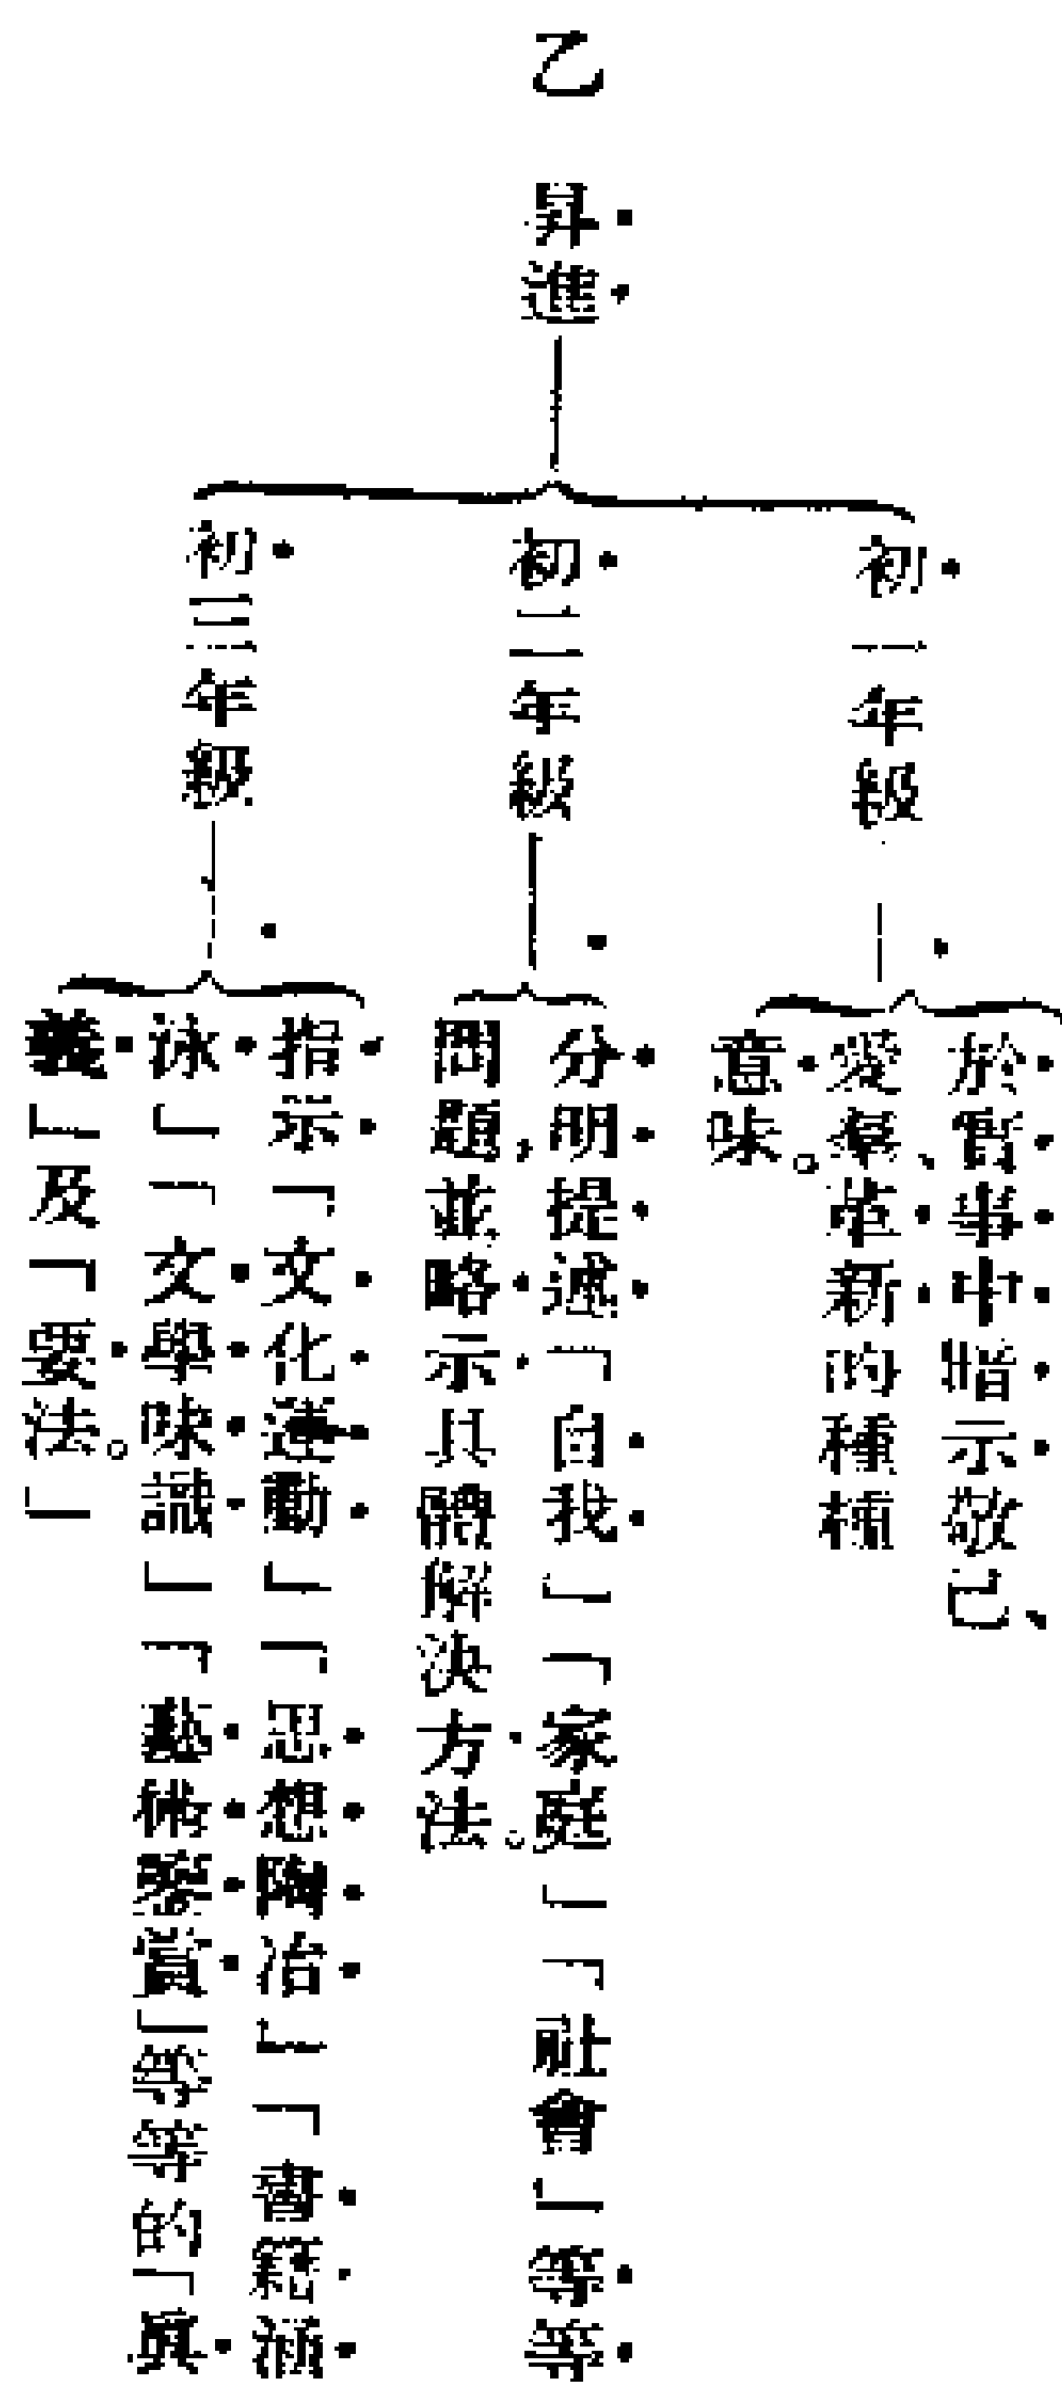 乙 昇進
初一年級
於實事中暗示敬己、
愛羣、革新的種種
意味。
初二年級
分明提述「自我」「家庭」「社會」等等
問題,並略示具體解決方法。
初三年級
指示「文化運動」「思想陶冶」「書籍涵
泳」「文學味識」「藝術鑒賞」等等的「真
義」及「要法。」